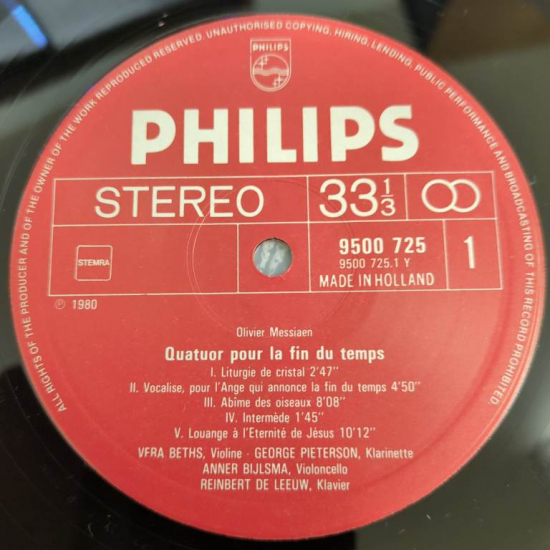 ALL RIGHTS OF THE PRODUCER AND OF THE OWNER OF THE WORK REPRODUCED RESERVED. UNAUTHORISED COPYING, HIRING, LENDING, PUBLIC PERFORMANCE AND BROADCASTING OF THIS RECORD PROHIBITED
PHILIPS
PHILIPS
STEREO 33 1/3
STEMRA
9500 725
9500 725.1 Y
MADE IN HOLLAND
1
℗ 1980
Olivier Messiaen
Quatuor pour la fin du temps
I. Liturgie de cristal 2'47"
II. Vocalise, pour l'Ange qui annonce la fin du temps 4'50"
III. Abîme des oiseaux 8'08"
IV. Intermède 1'45"
V. Louange à l'Eternité de Jésus 10'12"
VERA BETHS, Violine - GEORGE PIETERSON, Klarinette
ANNER BIJLSMA, Violoncello
REINBERT DE LEEUW, Klavier